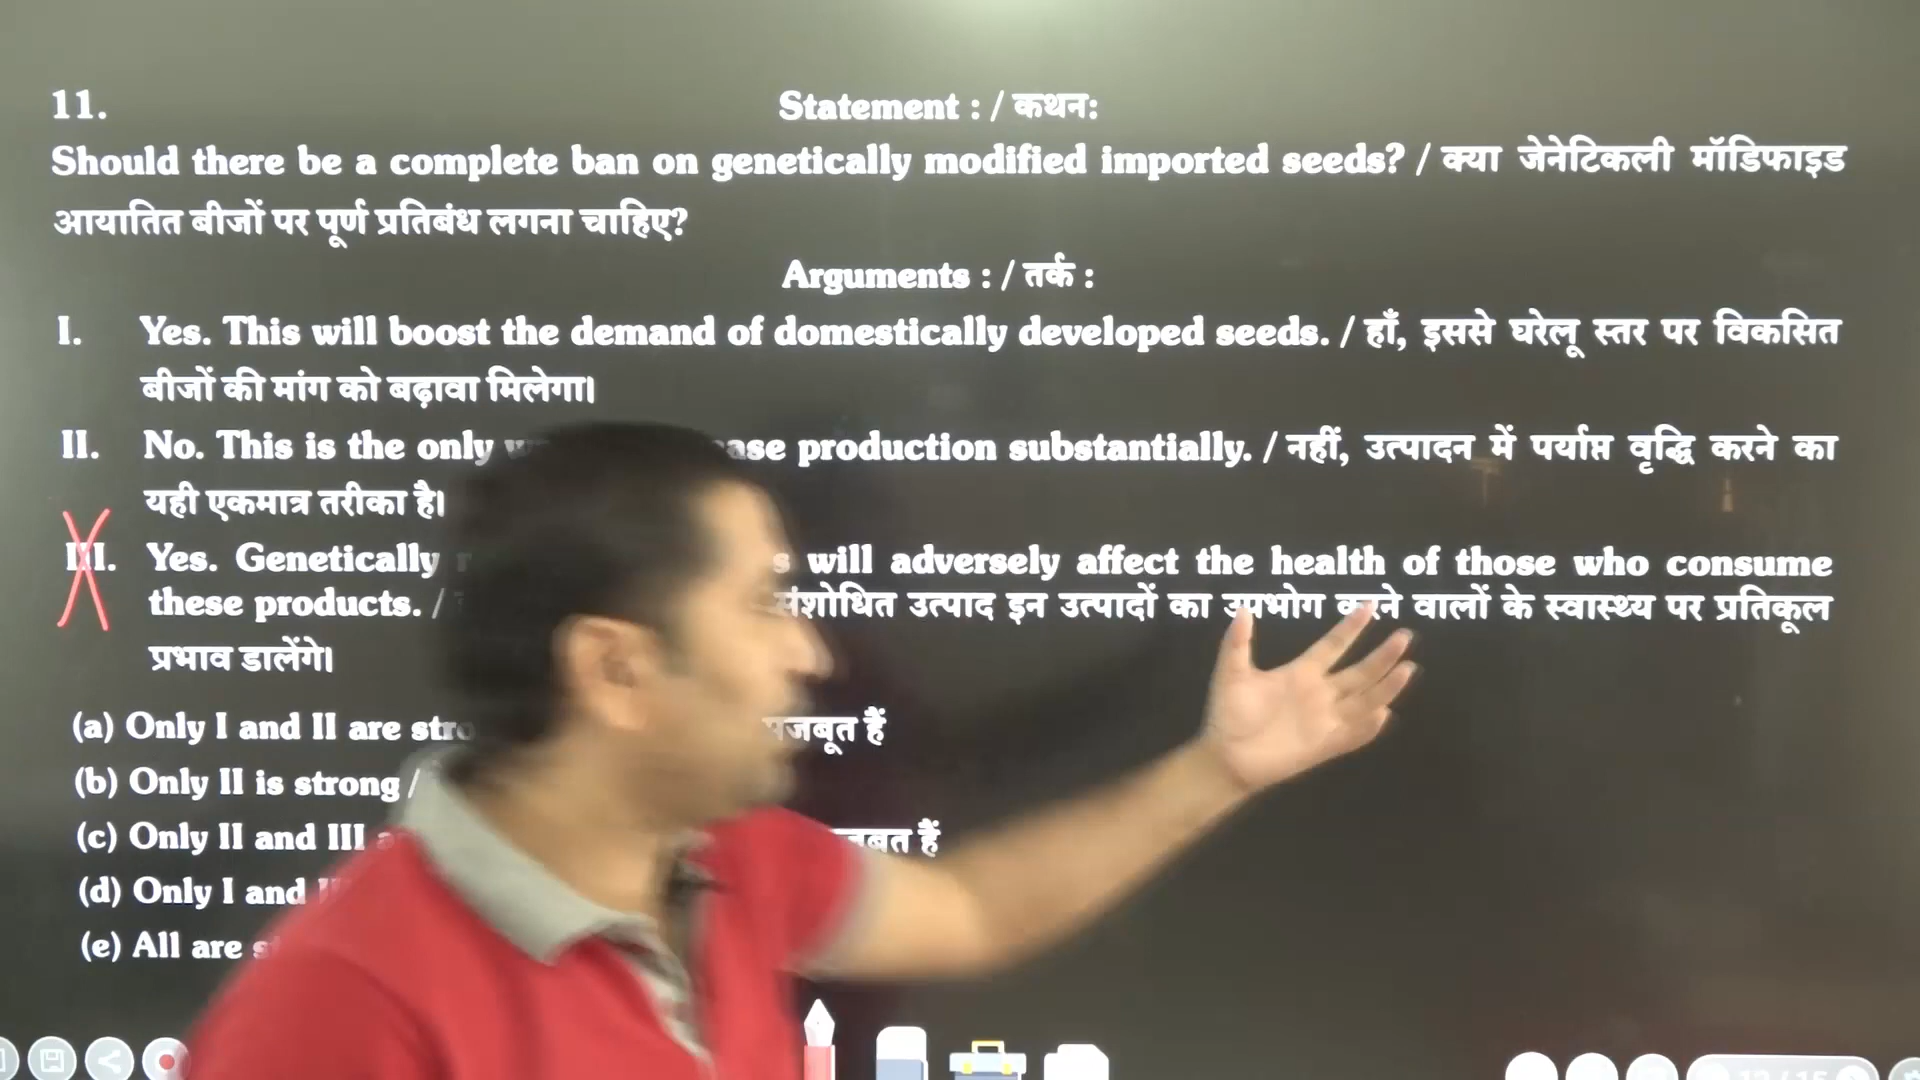 11.
Statement : / कथन:
Should there be a complete ban on genetically modified imported seeds? / क्या जेनेटिकली मॉडिफाइड
आयातित बीजों पर पूर्ण प्रतिबंध लगना चाहिए?
Arguments : / तर्क :
I. Yes. This will boost the demand of domestically developed seeds. / हाँ, इससे घरेलू स्तर पर विकसित
बीजों की मांग को बढ़ावा मिलेगा।
II. No. This is the only production substantially. / नहीं, उत्पादन में पर्याप्त वृद्धि करने का
यही एकमात्र तरीका है।
III. Yes. Genetically will adversely affect the health of those who consume
these products. / संशोधित उत्पाद इन उत्पादों का उपभोग करने वालों के स्वास्थ्य पर प्रतिकूल
प्रभाव डालेंगे।
(a) Only I and II are मजबूत हैं
(b) Only II is strong /
(c) Only II and III हैं
(d) Only I and
(e) All are